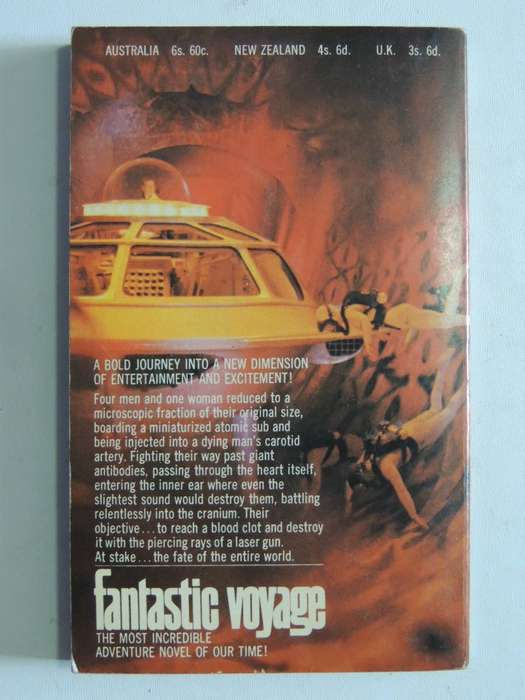 AUSTRALIA 6s. 60c. NEW ZEALAND 4s. 6d. U.K. 3s. 6d.
A BOLD JOURNEY INTO A NEW DIMENSION
OF ENTERTAINMENT AND EXCITEMENT!
Four men and one woman reduced to a
microscopic fraction of their original size,
boarding a miniaturized atomic sub and
being injected into a dying man's carotid
artery. Fighting their way past giant
antibodies, passing through the heart itself,
entering the inner ear where even the
slightest sound would destroy them, battling
relentlessly into the cranium. Their
objective... to reach a blood clot and destroy
it with the piercing rays of a laser gun.
At stake... the fate of the entire world.
fantastic voyage
THE MOST INCREDIBLE
ADVENTURE NOVEL OF OUR TIME!